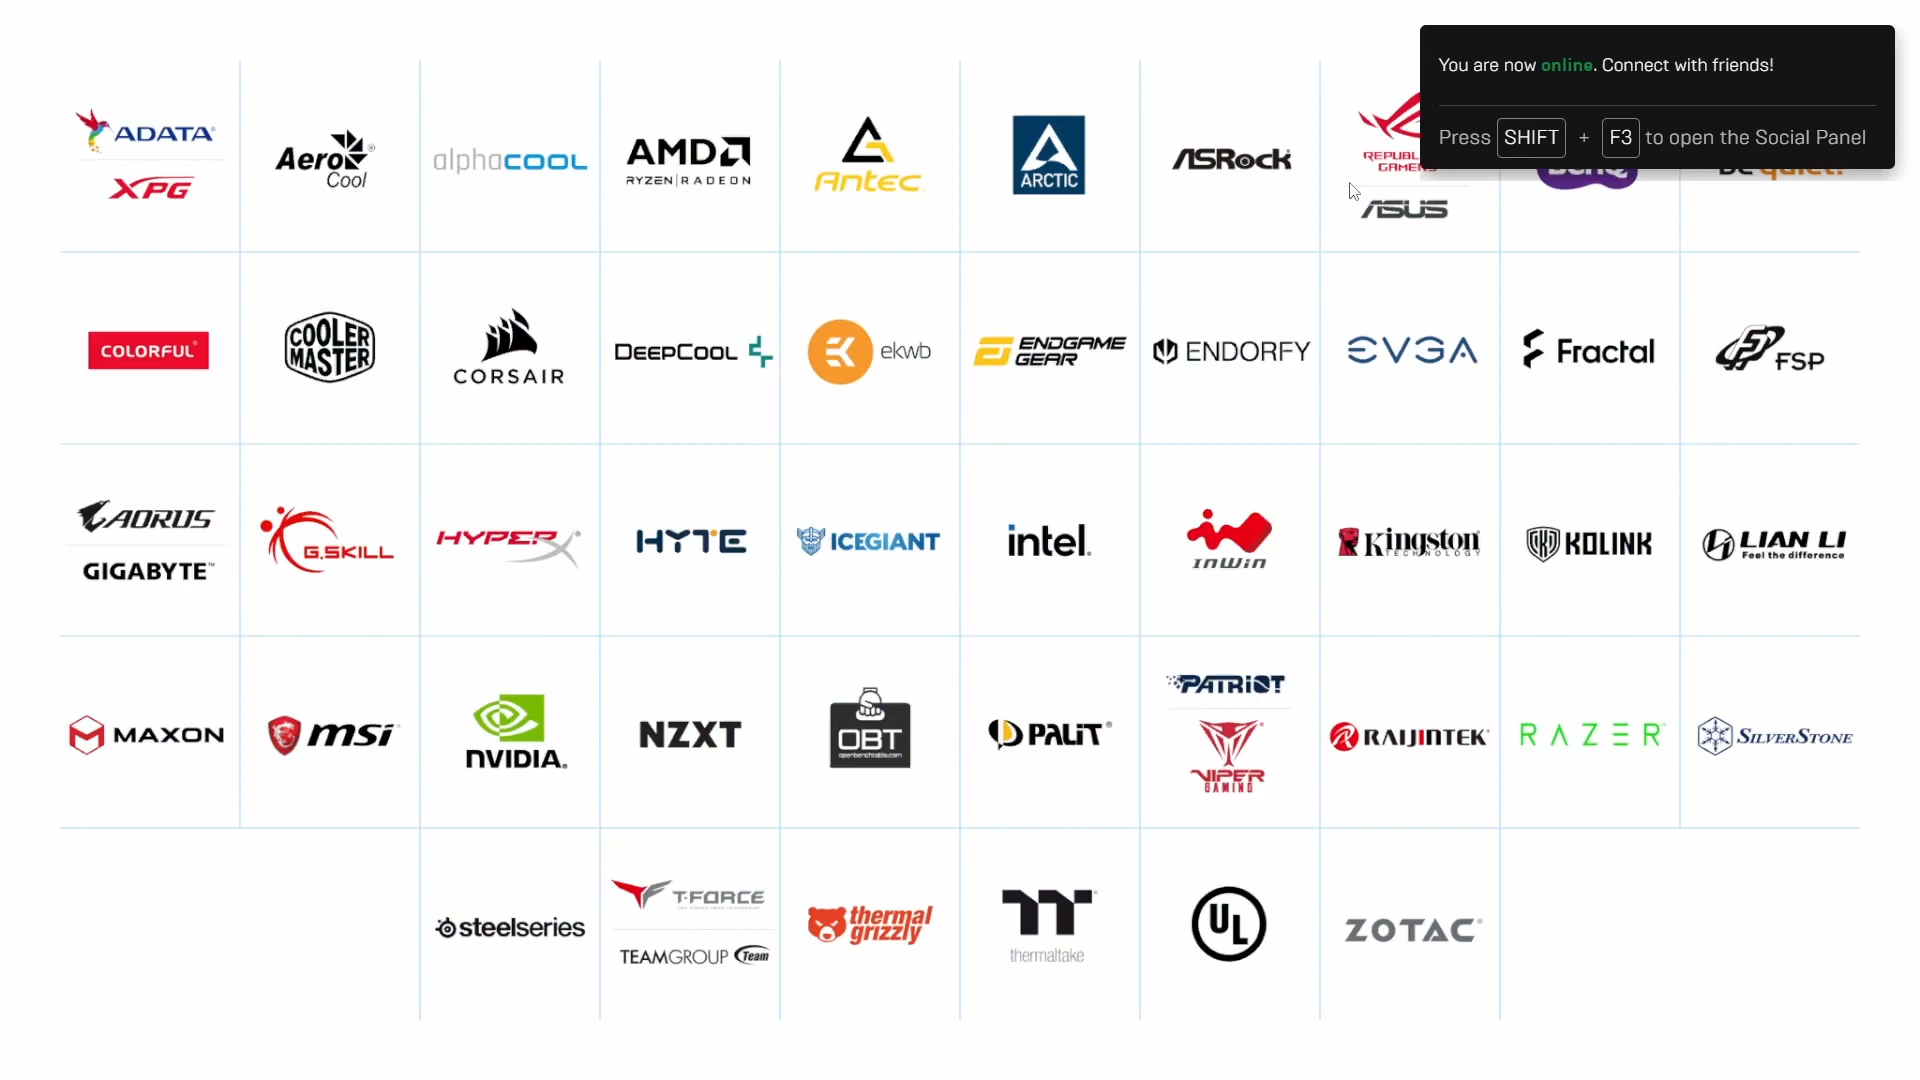 You are now online. Connect with friends!
Press SHIFT + F3 to open the Social Panel
ADATA
XPG
Aero Cool
alphacool
AMD
RYZEN | RADEON
Antec
ARCTIC
ASRock
GAMERS
ASUS
COLORFUL
COOLER MASTER
CORSAIR
DEEPCOOL
ekwb
ENDGAME GEAR
ENDORFY
EVGA
Fractal
FSP
AORUS
GIGABYTE™
G.SKILL
HYPERX
HYTE
ICEGIANT
intel.
InWin
Kingston
TECHNOLOGY
KOLINK
LIAN LI
Feel the difference
MAXON
msi
NVIDIA.
NZXT
OBT
openbenchtable.com
PALiT®
PATRIOT
VIPER
GAMING
RAIJINTEK
RAZER
SILVERSTONE
steelseries
T-FORCE
TEAMGROUP Team
thermal grizzly
thermaltake
UL
ZOTAC